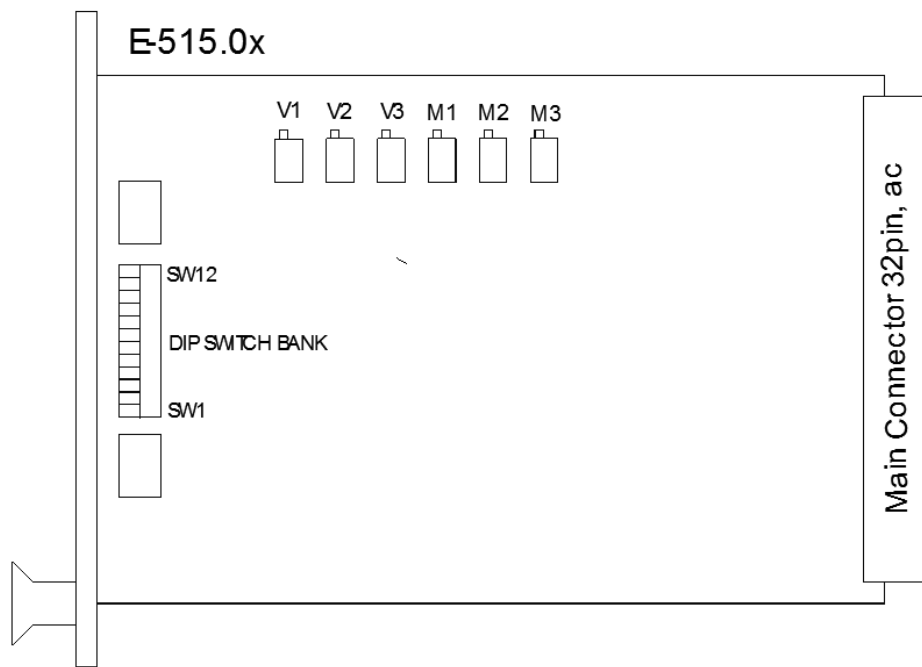 E-515.0x
V1 V2 V3 M1 M2 M3
SW12
DIP SWITCH BANK
SW1
Main Connector 32pin, ac